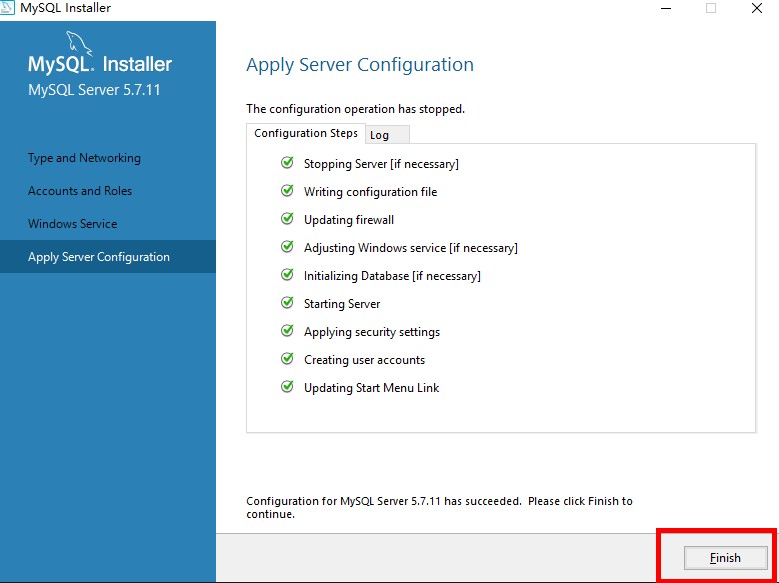 MySQL Installer
MySQL. Installer
MySQL Server 5.7.11
Type and Networking
Accounts and Roles
Windows Service
Apply Server Configuration
Apply Server Configuration
The configuration operation has stopped.
Configuration Steps Log
Stopping Server [if necessary]
Writing configuration file
Updating firewall
Adjusting Windows service [if necessary]
Initializing Database [if necessary]
Starting Server
Applying security settings
Creating user accounts
Updating Start Menu Link
Configuration for MySQL Server 5.7.11 has succeeded.  Please click Finish to
continue.
Finish